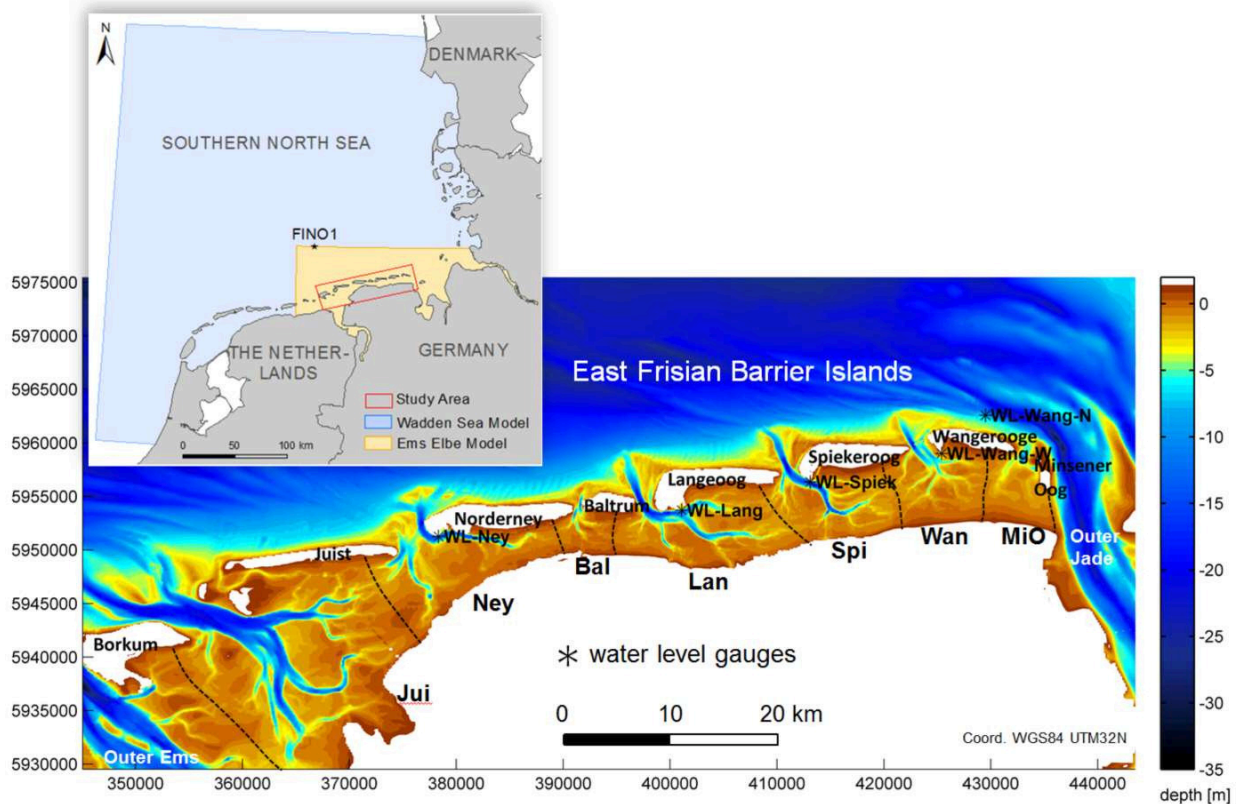 N
DENMARK
SOUTHERN NORTH SEA
FINO1
THE NETHER-
LANDS
GERMANY
Study Area
Wadden Sea Model
Ems Elbe Model
0 50 100 km
5975000
5970000
5965000
5960000
5955000
5950000
5945000
5940000
5935000
5930000
East Frisian Barrier Islands
WL-Wang-N
Wangerooge
WL-Wang-W
Minsener
Oog
Spiekeroog
WL-Spiek
Langeoog
WL-Lang
Baltrum
Norderney
WL-Ney
Juist
Borkum
Outer
Jade
Outer Ems
Jui
Ney
Bal
Lan
Spi
Wan
MiO
water level gauges
0 10 20 km
Coord. WGS84 UTM32N
350000 360000 370000 380000 390000 400000 410000 420000 430000 440000
0
-5
-10
-15
-20
-25
-30
-35
depth [m]